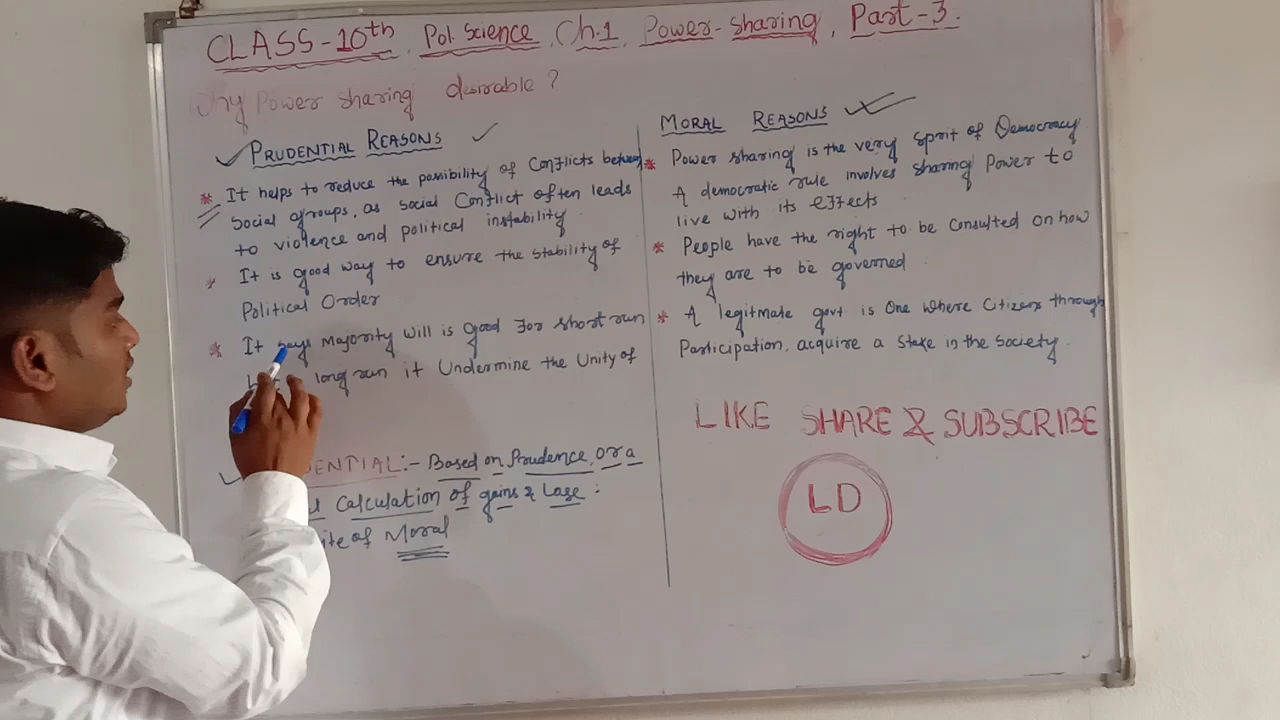 CLASS-10th, Pol. Science, Ch.1, Power-sharing, Part-3.
Why Power sharing desirable ?
PRUDENTIAL REASONS
* It helps to reduce the possibility of Conflicts between
Social groups, as Social Conflict often leads
to violence and political instability
* It is good way to ensure the stability of
Political Order
* It says Majority Will is good For short run
long run it Undermine the Unity of
DENTIAL:- Based on Prudence, or a
Calculation of gains & Lose :
ite of Moral
MORAL REASONS
* Power sharing is the very Sprit of Democracy
A democratic rule involves sharing Power to
live with its effects
* People have the right to be Consulted on how
they are to be governed
* A legitmate govt is One where Citizens through
Participation, acquire a Stake in the Society.
LIKE SHARE & SUBSCRIBE
LD